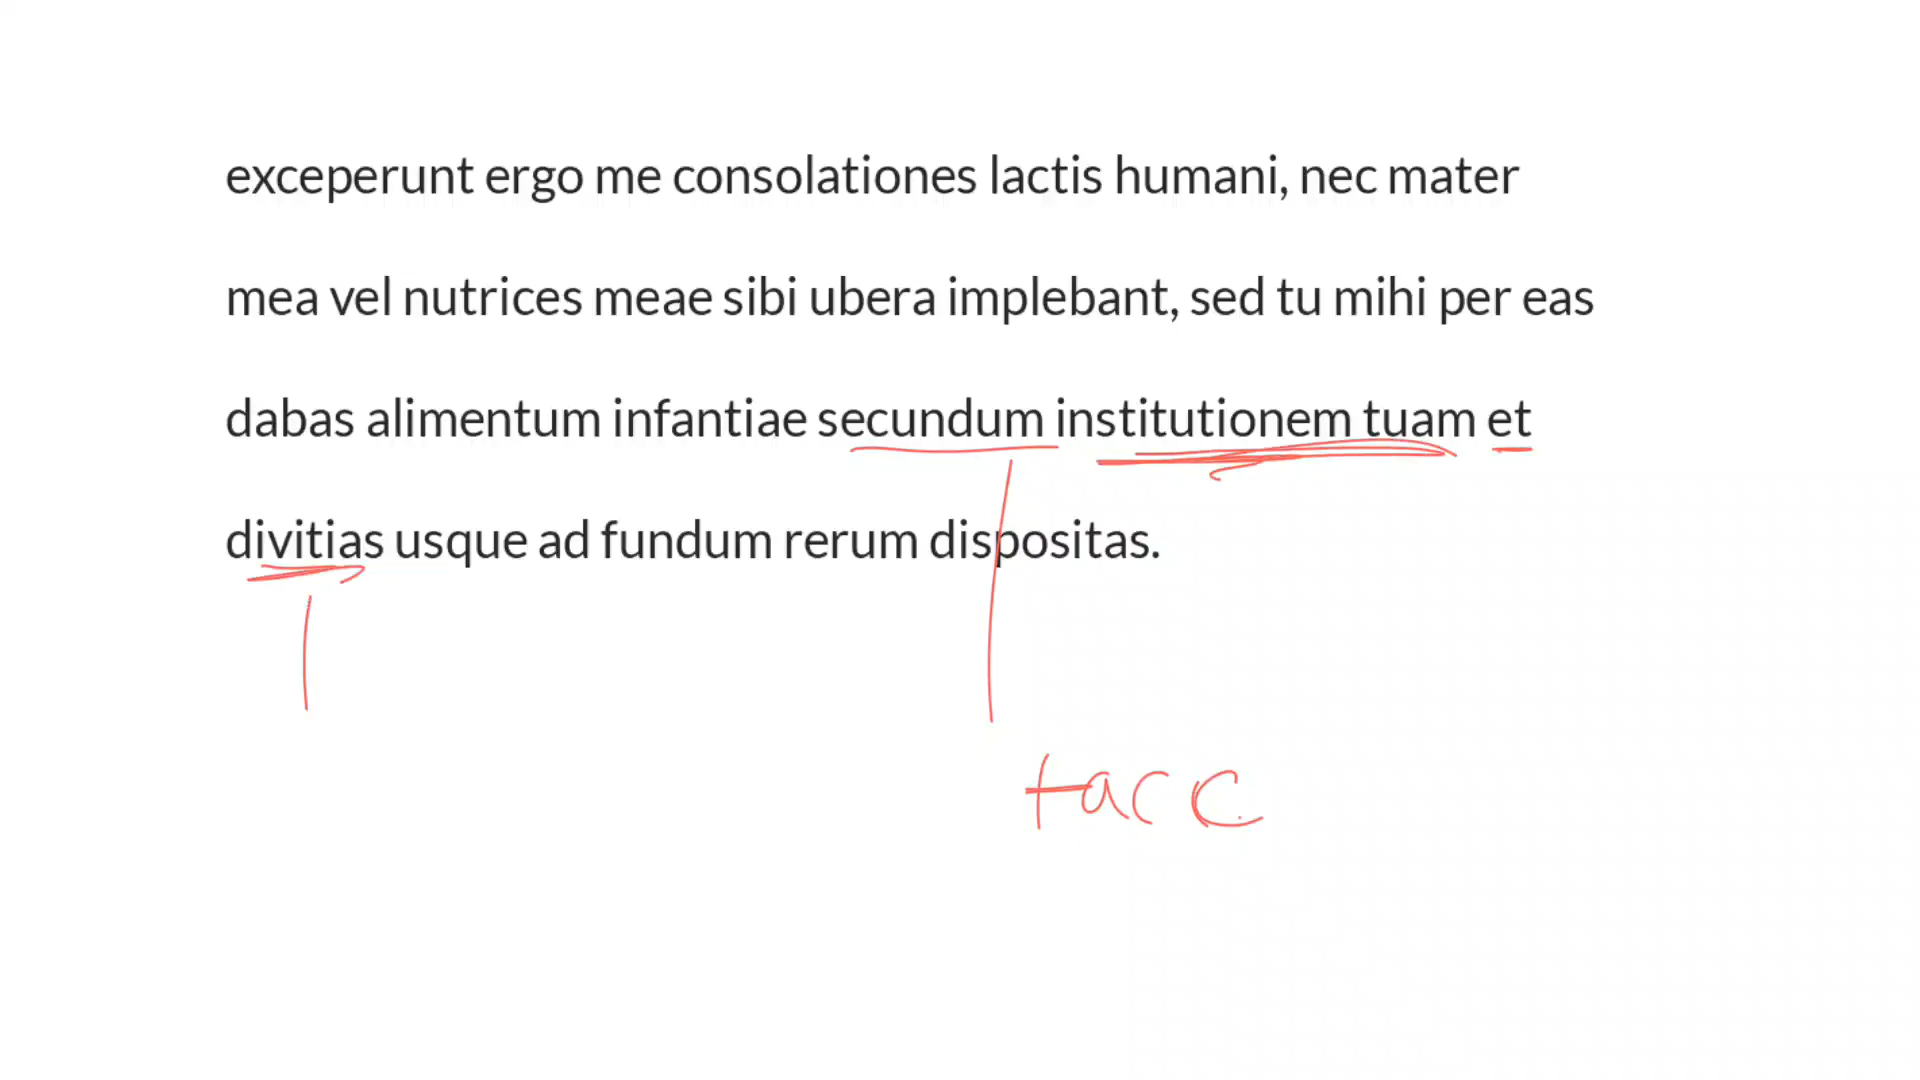 exceperunt ergo me consolationes lactis humani, nec mater
mea vel nutrices meae sibi ubera implebant, sed tu mihi per eas
dabas alimentum infantiae secundum institutionem tuam et
divitias usque ad fundum rerum dispositas.
+acc